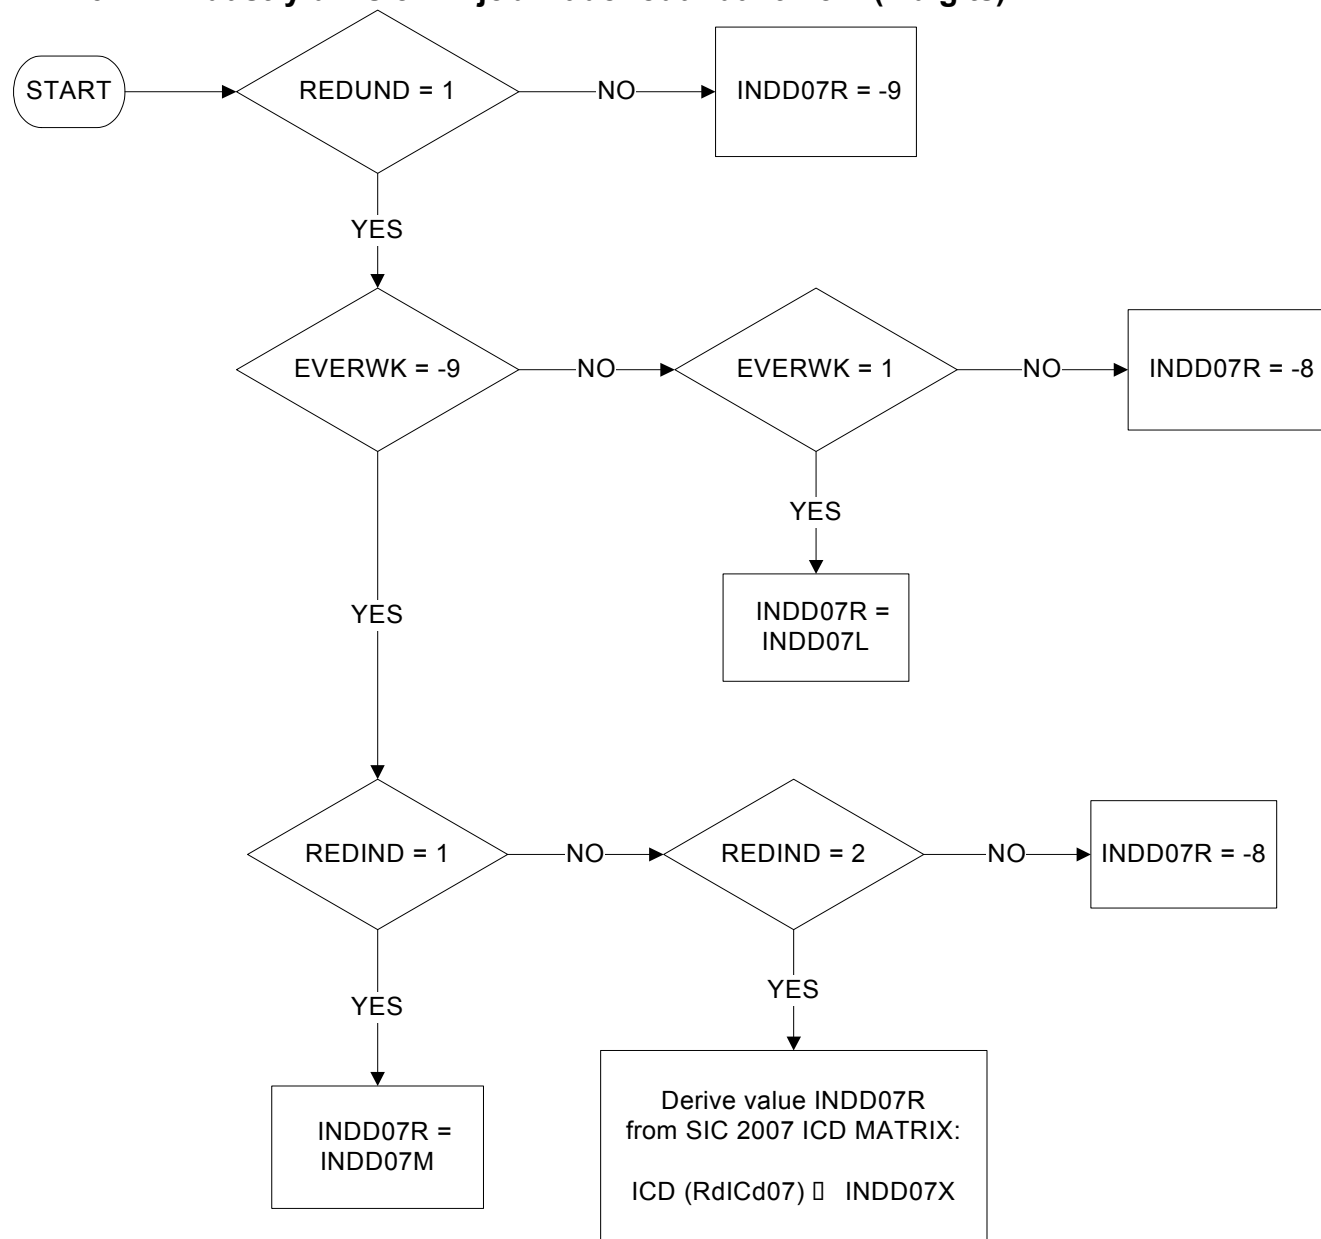 START
REDUND = 1
NO
INDD07R = -9
YES
EVERWK = -9
NO
EVERWK = 1
NO
INDD07R = -8
YES
INDD07R =
INDD07L
YES
REDIND = 1
NO
REDIND = 2
NO
INDD07R = -8
YES
INDD07R =
INDD07M
YES
Derive value INDD07R
from SIC 2007 ICD MATRIX:
ICD (RdICd07) ▯ INDD07X